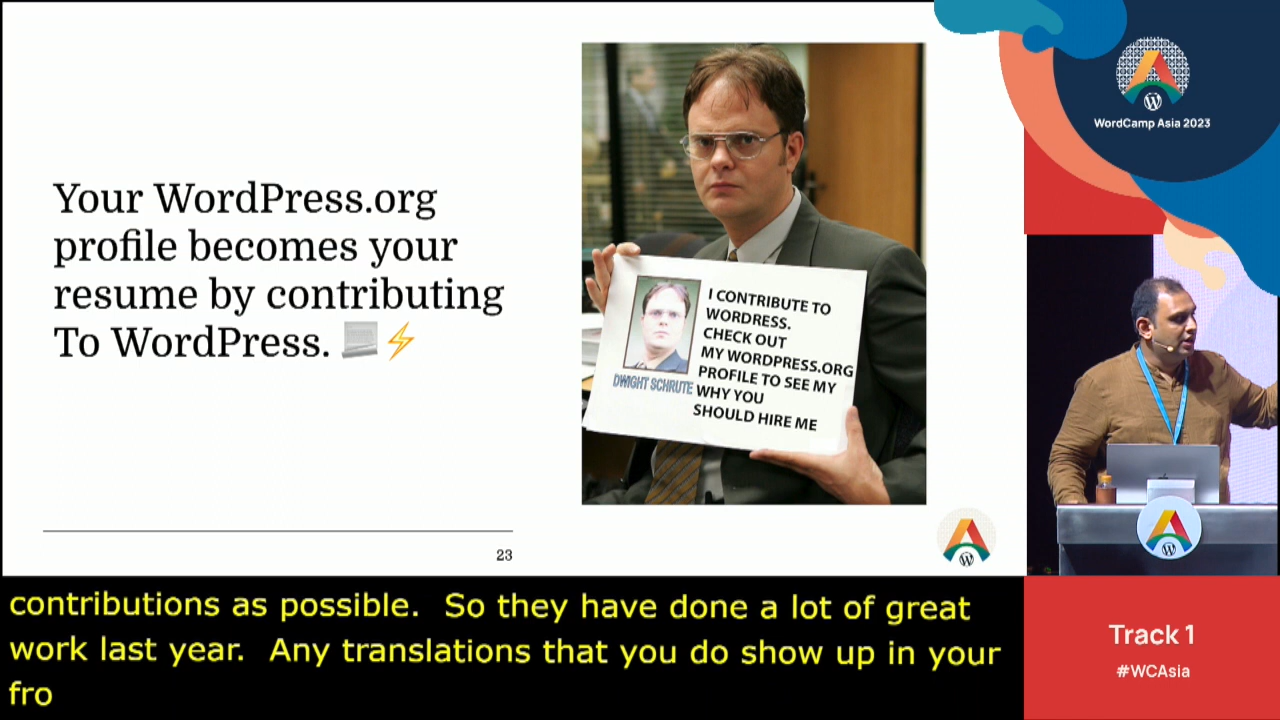 Your WordPress.org
profile becomes your
resume by contributing
To WordPress.
I CONTRIBUTE TO
WORDRESS.
CHECK OUT
MY WORDPRESS.ORG
PROFILE TO SEE MY
WHY YOU
SHOULD HIRE ME
DWIGHT SCHRUTE
23
WordCamp Asia 2023
contributions as possible.  So they have done a lot of great
work last year.  Any translations that you do show up in your
fro
Track 1
#WCAsia